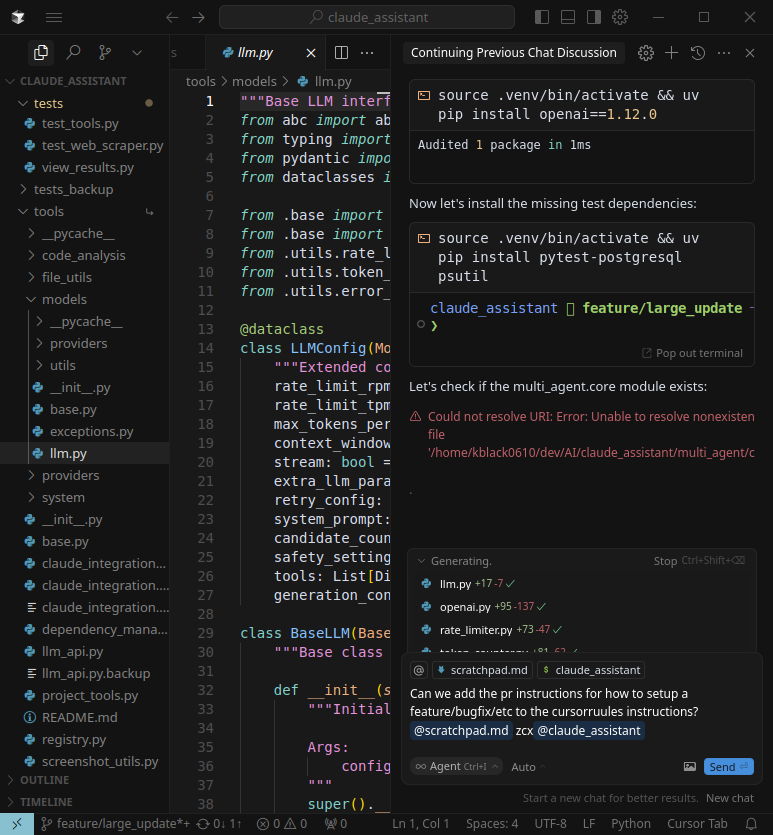 claude_assistant
CLAUDE_ASSISTANT
tests
test_tools.py
test_web_scraper.py
view_results.py
tests_backup
tools
__pycache__
code_analysis
file_utils
models
__pycache__
providers
utils
__init__.py
base.py
exceptions.py
llm.py
providers
system
__init__.py
base.py
claude_integration...
claude_integration....
claude_integration....
dependency_mana...
llm_api.py
llm_api.py.backup
project_tools.py
README.md
registry.py
screenshot_utils.py
OUTLINE
TIMELINE
s
llm.py
tools > models > llm.py
1 """Base LLM interf
2 from abc import ab
3 from typing import
4 from pydantic impo
5 from dataclasses i
6
7 from .base import
8 from .base import
9 from .utils.rate_l
10 from .utils.token_
11 from .utils.error_
12
13 @dataclass
14 class LLMConfig(Mo
15 """Extended co
16 rate_limit_rpm
17 rate_limit_tpm
18 max_tokens_per
19 context_window
20 stream: bool =
21 extra_llm_para
22 retry_config:
23 system_prompt:
24 candidate_coun
25 safety_setting
26 tools: List[Di
27 generation_con
28
29 class BaseLLM(Base
30 """Base class
31
32 def __init__(s
33 """Initial
34
35 Args:
36 config
37 """
38 super().__
Continuing Previous Chat Discussion
source .venv/bin/activate && uv
pip install openai==1.12.0
Audited 1 package in 1ms
Now let's install the missing test dependencies:
source .venv/bin/activate && uv
pip install pytest-postgresql
psutil
claude_assistant feature/large_update
❯
Pop out terminal
Let's check if the multi_agent.core module exists:
Could not resolve URI: Error: Unable to resolve nonexisten
file
'/home/kblack0610/dev/AI/claude_assistant/multi_agent/c
Generating.
Stop Ctrl+Shift+⌫
llm.py +17 -7
openai.py +95 -137
rate_limiter.py +73 -47
@ scratchpad.md $ claude_assistant
Can we add the pr instructions for how to setup a
feature/bugfix/etc to the cursorruules instructions?
@scratchpad.md zcx @claude_assistant
∞ Agent Ctrl+I Auto Send
Start a new chat for better results. New chat
feature/large_update*+ 0↓ 1↑ 0 0 0 Ln 1, Col 1 Spaces: 4 UTF-8 LF Python Cursor Tab